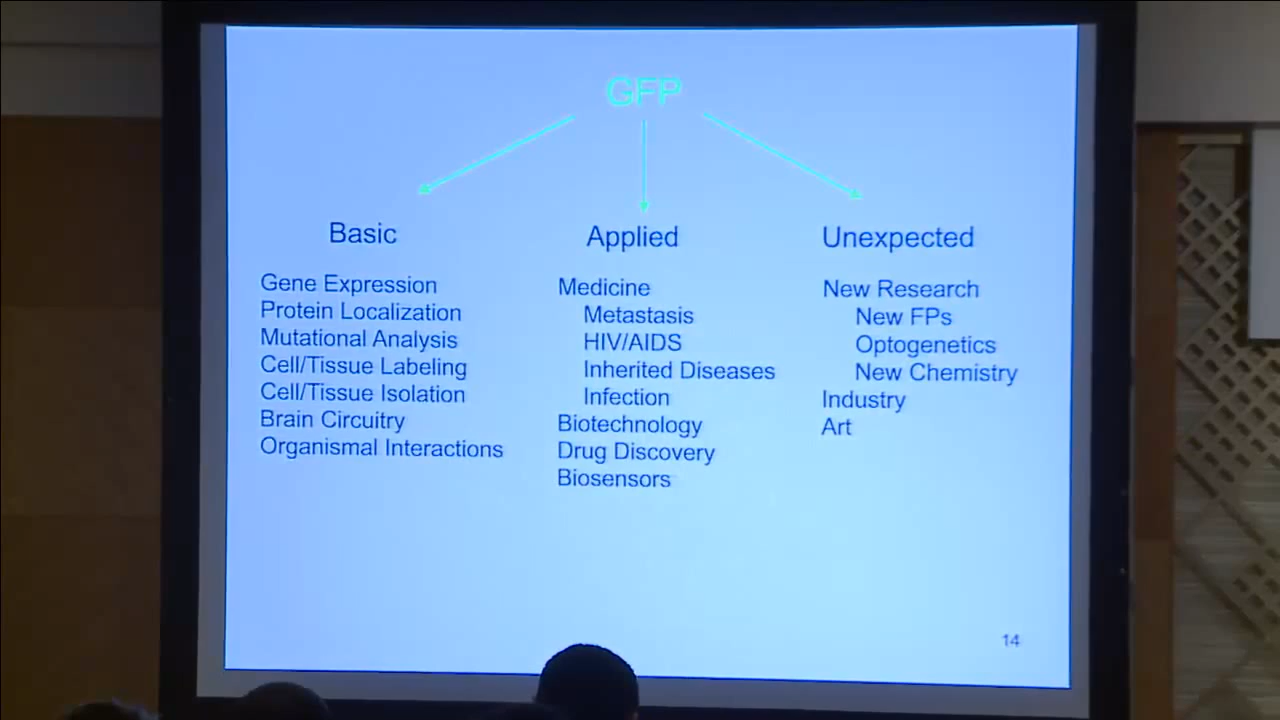 GFP
Basic
Gene Expression
Protein Localization
Mutational Analysis
Cell/Tissue Labeling
Cell/Tissue Isolation
Brain Circuitry
Organismal Interactions
Applied
Medicine
Metastasis
HIV/AIDS
Inherited Diseases
Infection
Biotechnology
Drug Discovery
Biosensors
Unexpected
New Research
New FPs
Optogenetics
New Chemistry
Industry
Art
14